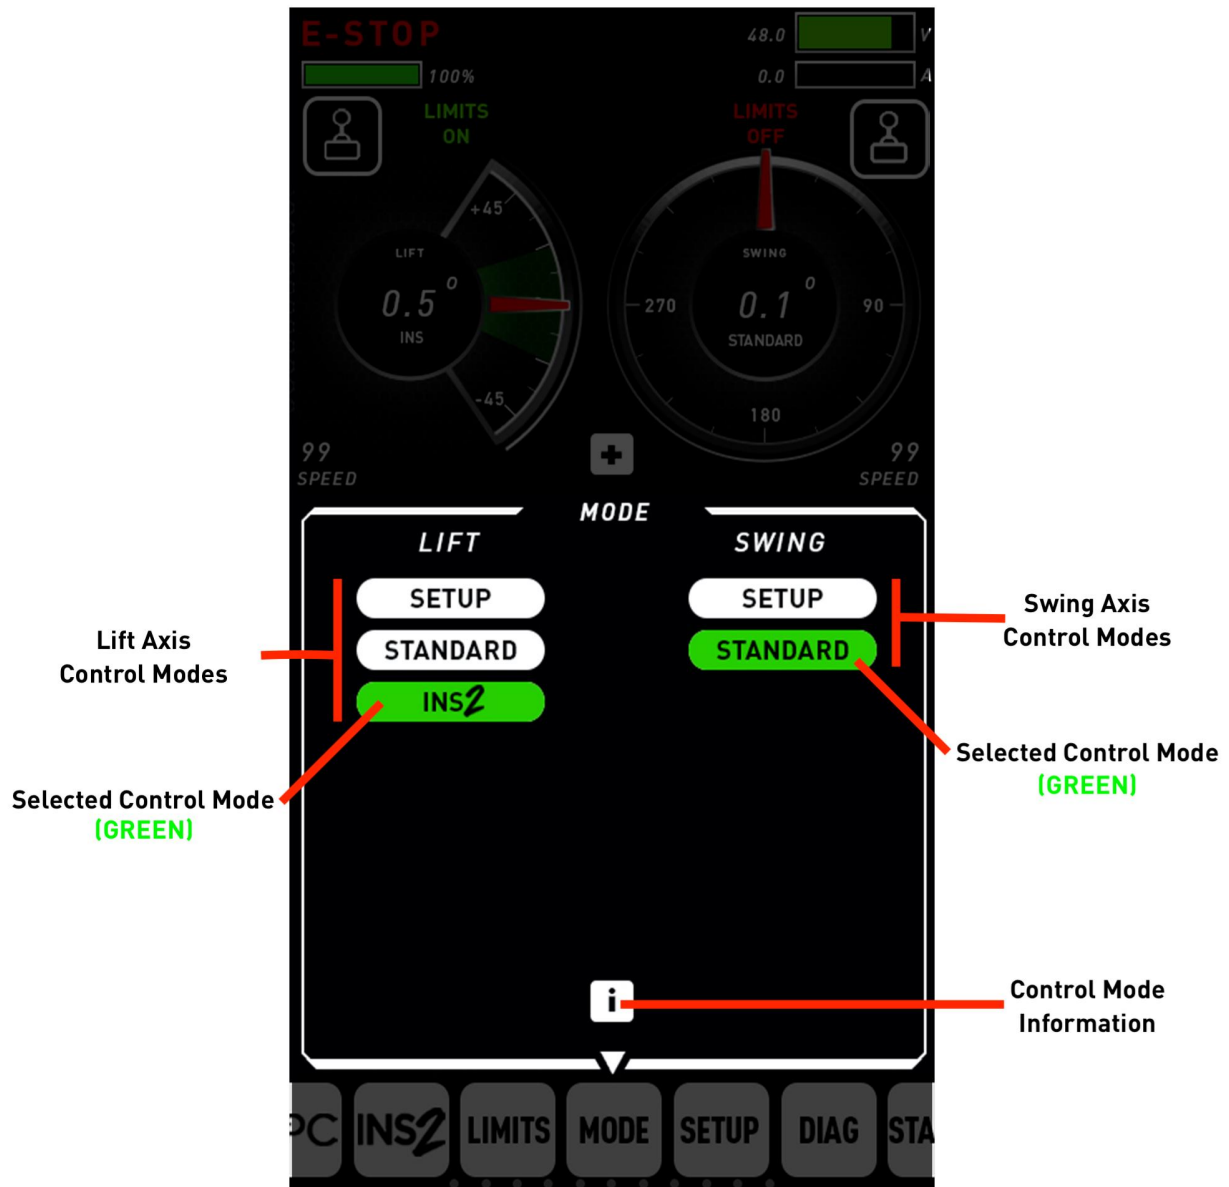 E-STOP
48.0 V
100%
0.0 A
LIMITS
ON
LIMITS
OFF
+45
LIFT
0.5°
INS
-45
SWING
0.1°
STANDARD
270
90
180
99
SPEED
99
SPEED
MODE
LIFT
SWING
SETUP
STANDARD
INS2
SETUP
STANDARD
Lift Axis
Control Modes
Selected Control Mode
(GREEN)
Swing Axis
Control Modes
Selected Control Mode
(GREEN)
i
Control Mode
Information
PC INS2 LIMITS MODE SETUP DIAG STA